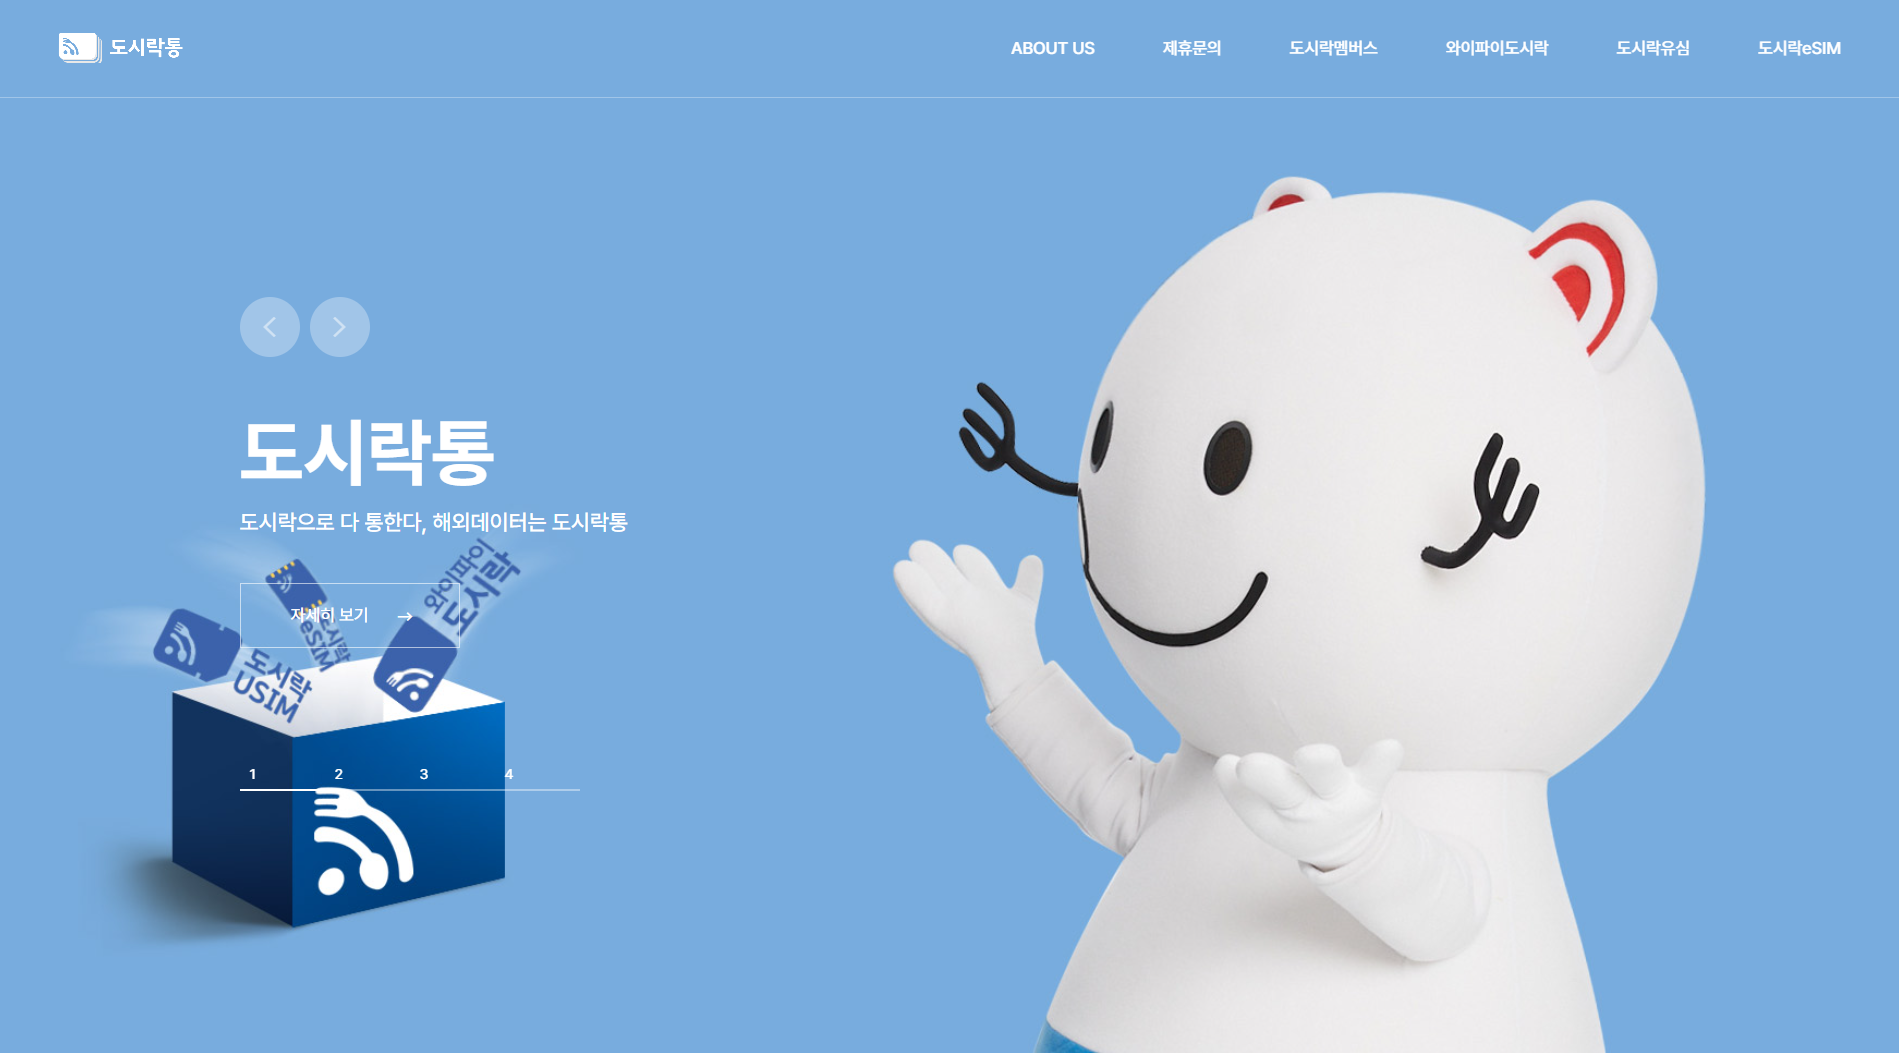 도시락통
ABOUT US
제휴문의
도시락멤버스
와이파이도시락
도시락유심
도시락eSIM
도시락통
도시락으로 다 통한다, 해외데이터는 도시락통
와이파이
도시락
자세히 보기 →
도시락
eSIM
도시락
USIM
1 2 3 4